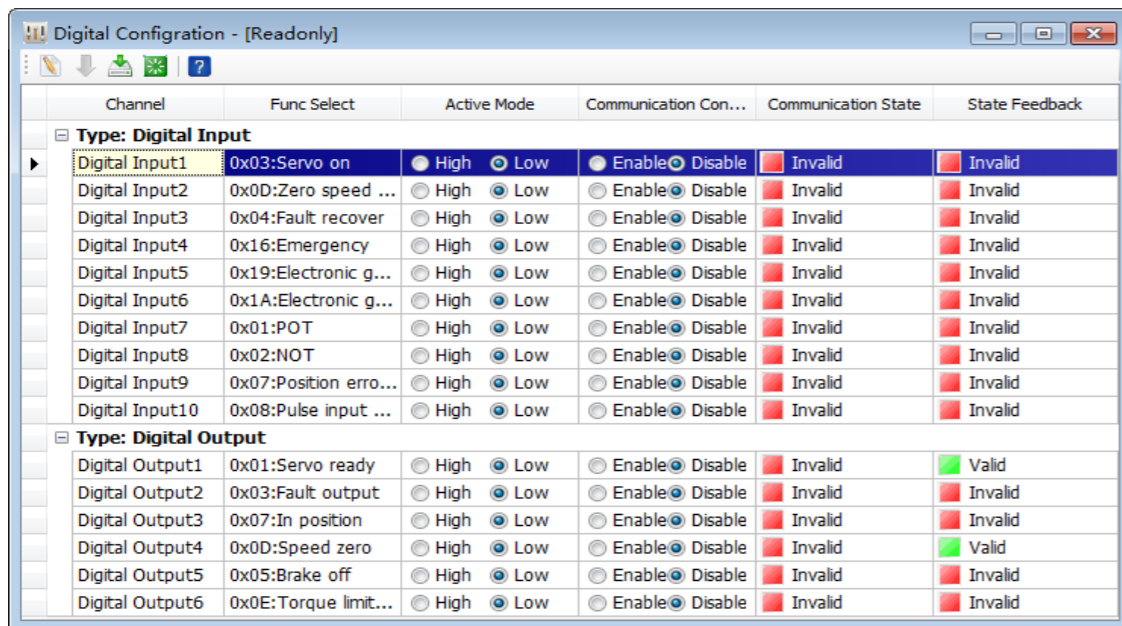 Digital Configration - [Readonly]
?
Channel Func Select Active Mode Communication Con... Communication State State Feedback
Type: Digital Input
Digital Input1 0x03:Servo on High Low Enable Disable Invalid Invalid
Digital Input2 0x0D:Zero speed ... High Low Enable Disable Invalid Invalid
Digital Input3 0x04:Fault recover High Low Enable Disable Invalid Invalid
Digital Input4 0x16:Emergency High Low Enable Disable Invalid Invalid
Digital Input5 0x19:Electronic g... High Low Enable Disable Invalid Invalid
Digital Input6 0x1A:Electronic g... High Low Enable Disable Invalid Invalid
Digital Input7 0x01:POT High Low Enable Disable Invalid Invalid
Digital Input8 0x02:NOT High Low Enable Disable Invalid Invalid
Digital Input9 0x07:Position erro... High Low Enable Disable Invalid Invalid
Digital Input10 0x08:Pulse input ... High Low Enable Disable Invalid Invalid
Type: Digital Output
Digital Output1 0x01:Servo ready High Low Enable Disable Invalid Valid
Digital Output2 0x03:Fault output High Low Enable Disable Invalid Invalid
Digital Output3 0x07:In position High Low Enable Disable Invalid Invalid
Digital Output4 0x0D:Speed zero High Low Enable Disable Invalid Valid
Digital Output5 0x05:Brake off High Low Enable Disable Invalid Invalid
Digital Output6 0x0E:Torque limit... High Low Enable Disable Invalid Invalid